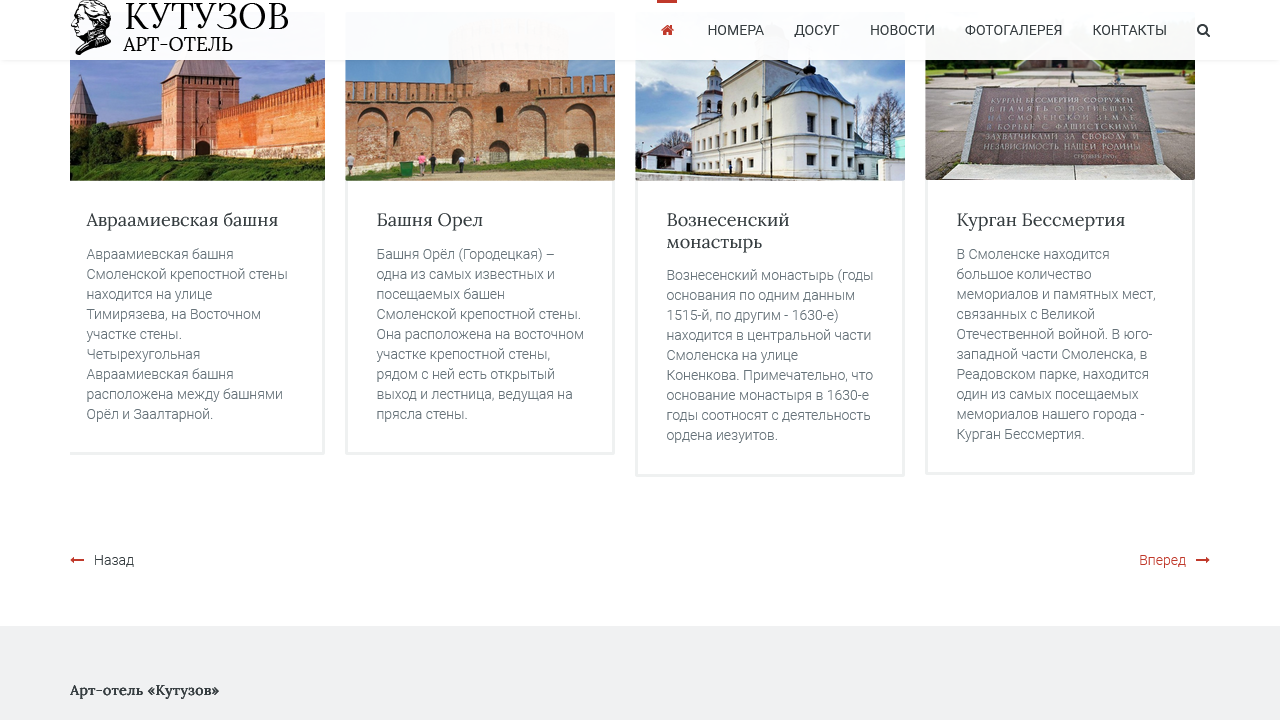 КУТУЗОВ
АРТ-ОТЕЛЬ
НОМЕРА
ДОСУГ
НОВОСТИ
ФОТОГАЛЕРЕЯ
КОНТАКТЫ
КУРГАН БЕССМЕРТИЯ СООРУЖЕН
В ПАМЯТЬ О ПОГИБШИХ
НА СМОЛЕНСКОЙ ЗЕМЛЕ
В БОРЬБЕ С ФАШИСТСКИМИ
ЗАХВАТЧИКАМИ ЗА СВОБОДУ И
НЕЗАВИСИМОСТЬ НАШЕЙ РОДИНЫ
Авраамиевская башня
Авраамиевская башня
Смоленской крепостной стены
находится на улице
Тимирязева, на Восточном
участке стены.
Четырехугольная
Авраамиевская башня
расположена между башнями
Орёл и Заалтарной.
Башня Орел
Башня Орёл (Городецкая) –
одна из самых известных и
посещаемых башен
Смоленской крепостной стены.
Она расположена на восточном
участке крепостной стены,
рядом с ней есть открытый
выход и лестница, ведущая на
прясла стены.
Вознесенский
монастырь
Вознесенский монастырь (годы
основания по одним данным
1515-й, по другим - 1630-е)
находится в центральной части
Смоленска на улице
Коненкова. Примечательно, что
основание монастыря в 1630-е
годы соотносят с деятельность
ордена иезуитов.
Курган Бессмертия
В Смоленске находится
большое количество
мемориалов и памятных мест,
связанных с Великой
Отечественной войной. В юго-
западной части Смоленска, в
Реадовском парке, находится
один из самых посещаемых
мемориалов нашего города -
Курган Бессмертия.
Назад
Вперед
Арт-отель «Кутузов»